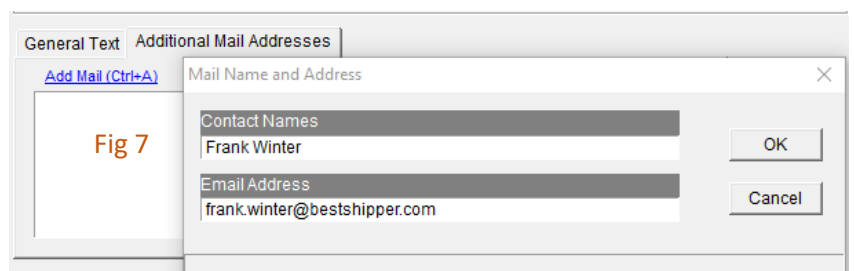 General Text Additional Mail Addresses
Add Mail (Ctrl+A) Mail Name and Address
Contact Names
Fig 7 Frank Winter OK
Email Address
frank.winter@bestshipper.com Cancel